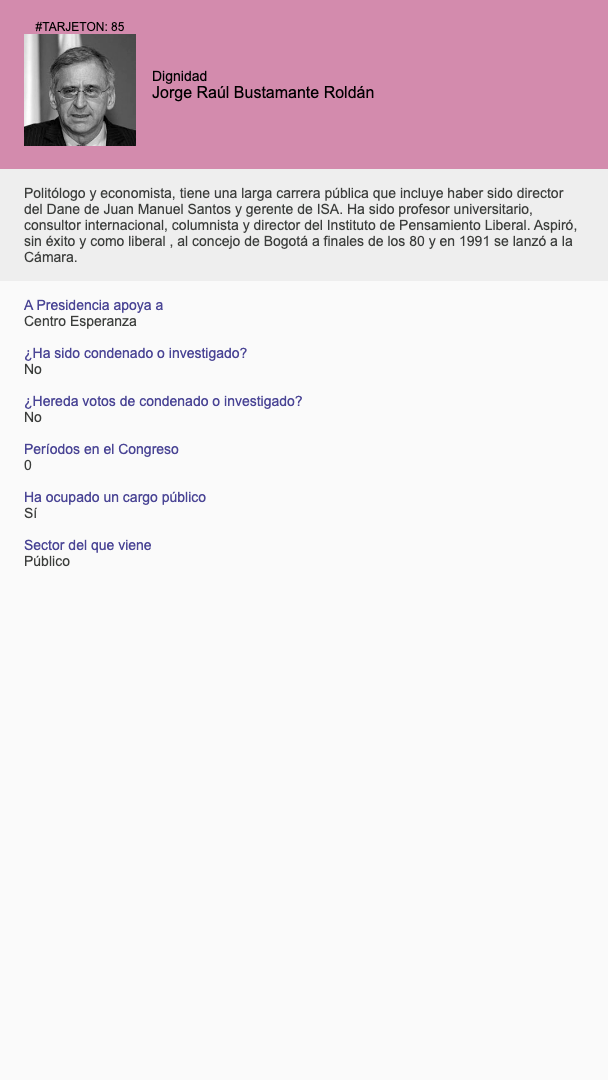 #TARJETON: 85
Dignidad
Jorge Raúl Bustamante Roldán
Politólogo y economista, tiene una larga carrera pública que incluye haber sido director
del Dane de Juan Manuel Santos y gerente de ISA. Ha sido profesor universitario,
consultor internacional, columnista y director del Instituto de Pensamiento Liberal. Aspiró,
sin éxito y como liberal , al concejo de Bogotá a finales de los 80 y en 1991 se lanzó a la
Cámara.
A Presidencia apoya a
Centro Esperanza
¿Ha sido condenado o investigado?
No
¿Hereda votos de condenado o investigado?
No
Períodos en el Congreso
0
Ha ocupado un cargo público
Sí
Sector del que viene
Público